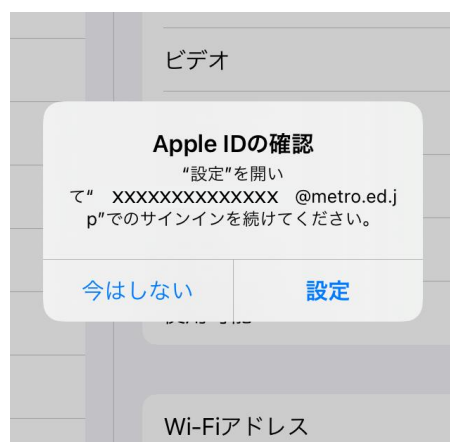 ビデオ
Apple IDの確認
“設定”を開い
て“ XXXXXXXXXXXXXX @metro.ed.j
p”でのサインインを続けてください。
今はしない
設定
Wi-Fiアドレス